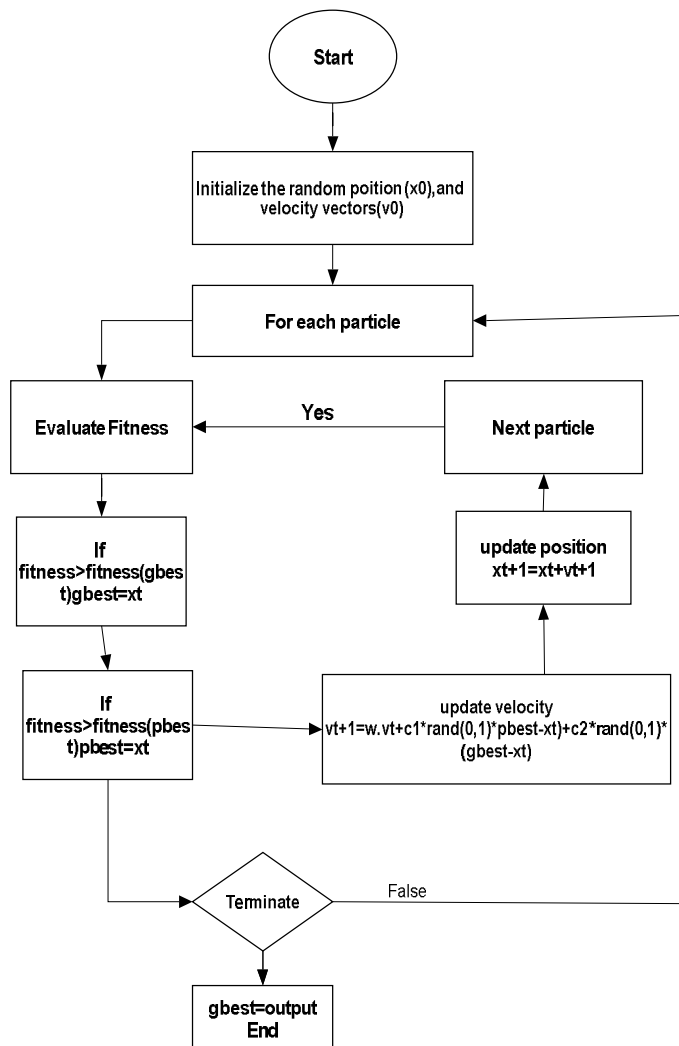 Start
Initialize the random poition (x0),and
velocity vectors(v0)
For each particle
Evaluate Fitness
Yes
Next particle
If
fitness>fitness(gbes
t)gbest=xt
update position
xt+1=xt+vt+1
If
fitness>fitness(pbes
t)pbest=xt
update velocity
vt+1=w.vt+c1*rand(0,1)*pbest-xt)+c2*rand(0,1)*
(gbest-xt)
Terminate
False
gbest=output
End